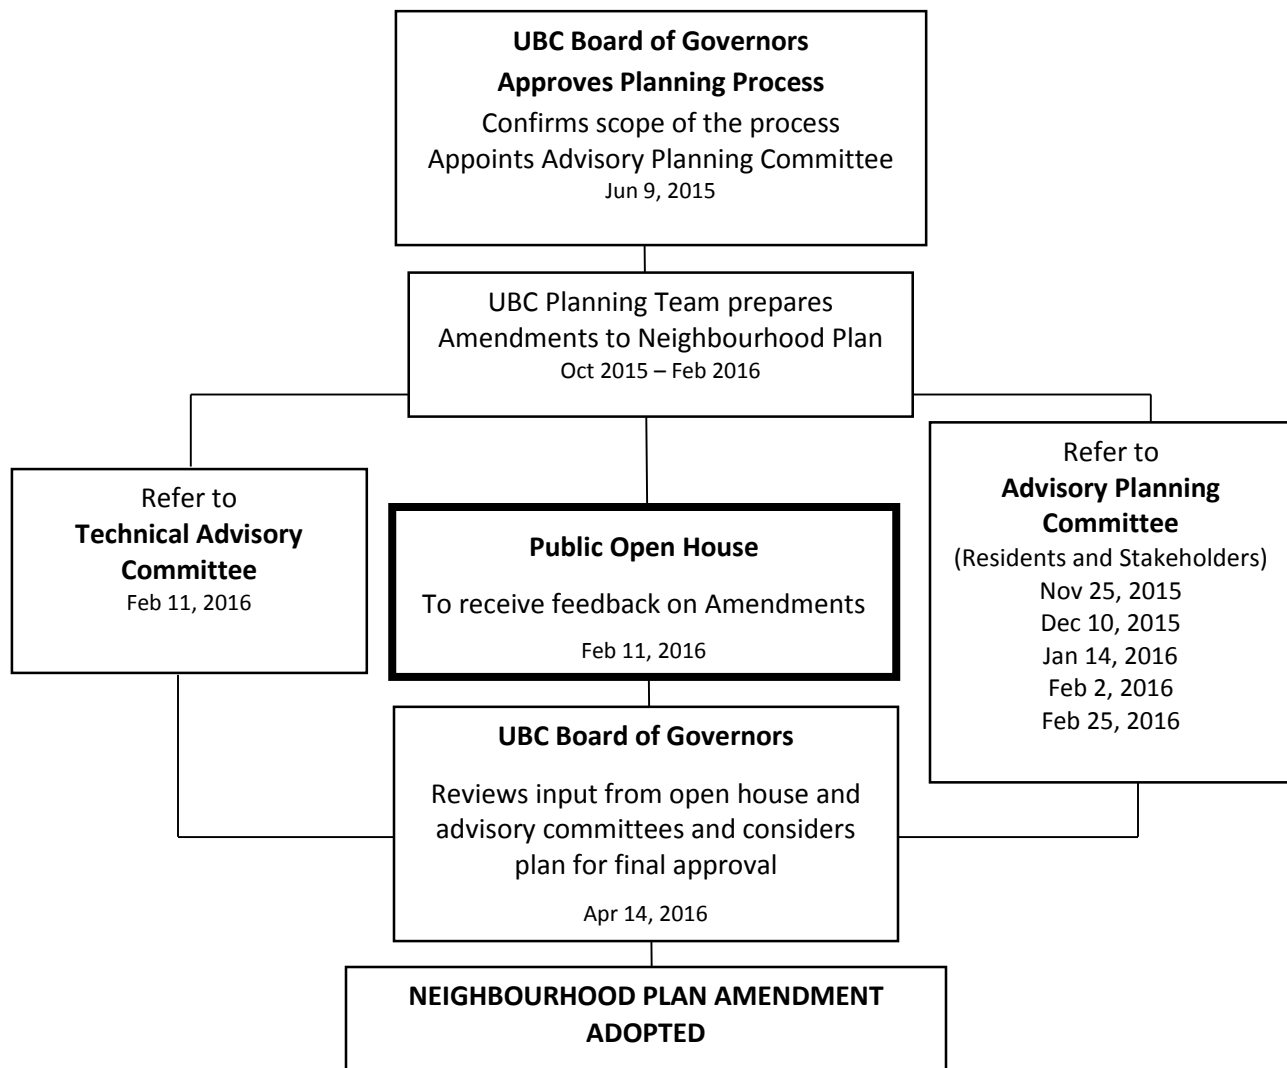 UBC Board of Governors
Approves Planning Process
Confirms scope of the process
Appoints Advisory Planning Committee
Jun 9, 2015
UBC Planning Team prepares
Amendments to Neighbourhood Plan
Oct 2015 – Feb 2016
Refer to
Technical Advisory
Committee
Feb 11, 2016
Public Open House
To receive feedback on Amendments
Feb 11, 2016
Refer to
Advisory Planning
Committee
(Residents and Stakeholders)
Nov 25, 2015
Dec 10, 2015
Jan 14, 2016
Feb 2, 2016
Feb 25, 2016
UBC Board of Governors
Reviews input from open house and
advisory committees and considers
plan for final approval
Apr 14, 2016
NEIGHBOURHOOD PLAN AMENDMENT
ADOPTED